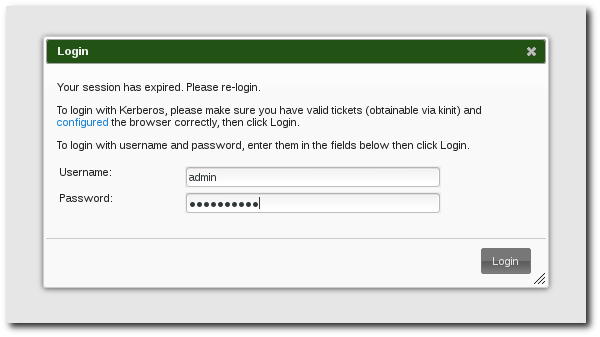 Login
Your session has expired. Please re-login.
To login with Kerberos, please make sure you have valid tickets (obtainable via kinit) and
configured the browser correctly, then click Login.
To login with username and password, enter them in the fields below then click Login.
Username: admin
Password: ●●●●●●●●●●
Login